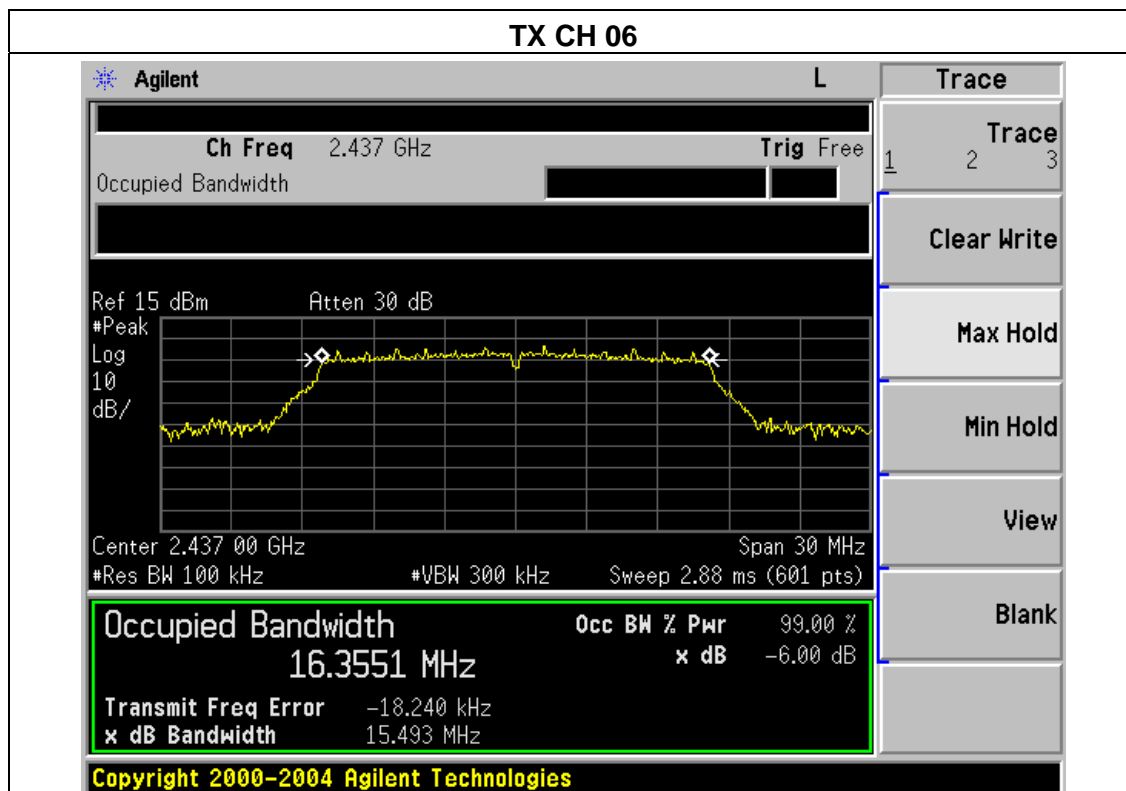 TX CH 06
Agilent L Trace
Ch Freq 2.437 GHz Trig Free
Occupied Bandwidth
Trace
1 2 3
Clear Write
Max Hold
Min Hold
View
Blank
Ref 15 dBm Atten 30 dB
#Peak
Log
10
dB/
Center 2.437 00 GHz Span 30 MHz
#Res BW 100 kHz #VBW 300 kHz Sweep 2.88 ms (601 pts)
Occupied Bandwidth Occ BW % Pwr 99.00 %
16.3551 MHz x dB -6.00 dB
Transmit Freq Error -18.240 kHz
x dB Bandwidth 15.493 MHz
Copyright 2000-2004 Agilent Technologies